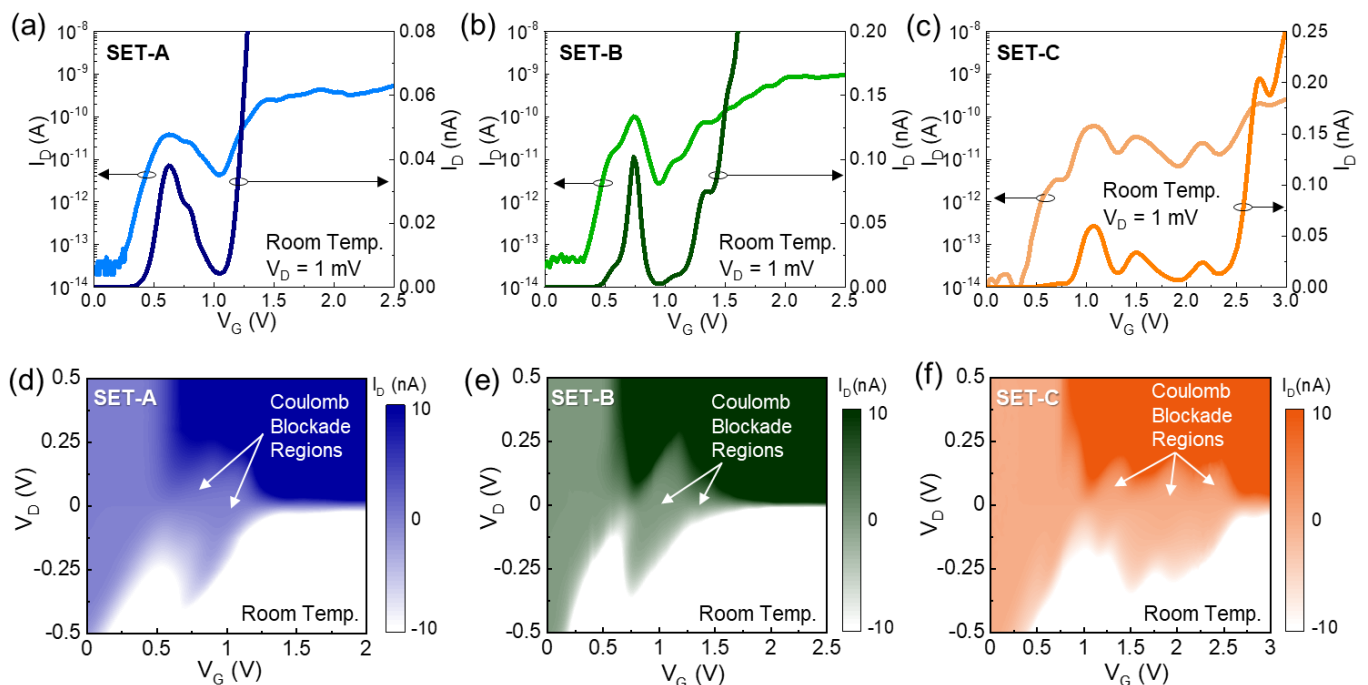 (a)
SET-A
Room Temp.
V_D = 1 mV
I_D (A)
10^-8
10^-9
10^-10
10^-11
10^-12
10^-13
10^-14
I_D (nA)
0.08
0.06
0.04
0.02
0.00
0.0 0.5 1.0 1.5 2.0 2.5
V_G (V)
(b)
SET-B
Room Temp.
V_D = 1 mV
I_D (A)
10^-8
10^-9
10^-10
10^-11
10^-12
10^-13
10^-14
I_D (nA)
0.20
0.15
0.10
0.05
0.00
0.0 0.5 1.0 1.5 2.0 2.5
V_G (V)
(c)
SET-C
Room Temp.
V_D = 1 mV
I_D (A)
10^-8
10^-9
10^-10
10^-11
10^-12
10^-13
10^-14
I_D (nA)
0.25
0.20
0.15
0.10
0.05
0.00
0.0 0.5 1.0 1.5 2.0 2.5 3.0
V_G (V)
(d)
SET-A
Coulomb
Blockade
Regions
Room Temp.
V_D (V)
0.5
0.25
0
-0.25
-0.5
0 0.5 1 1.5 2
V_G (V)
I_D (nA)
10
0
-10
(e)
SET-B
Coulomb
Blockade
Regions
Room Temp.
V_D (V)
0.5
0.25
0
-0.25
-0.5
0 0.5 1 1.5 2 2.5
V_G (V)
I_D (nA)
10
0
-10
(f)
SET-C
Coulomb
Blockade
Regions
Room Temp.
V_D (V)
0.5
0.25
0
-0.25
-0.5
0 0.5 1 1.5 2 2.5 3
V_G (V)
I_D(nA)
10
0
-10